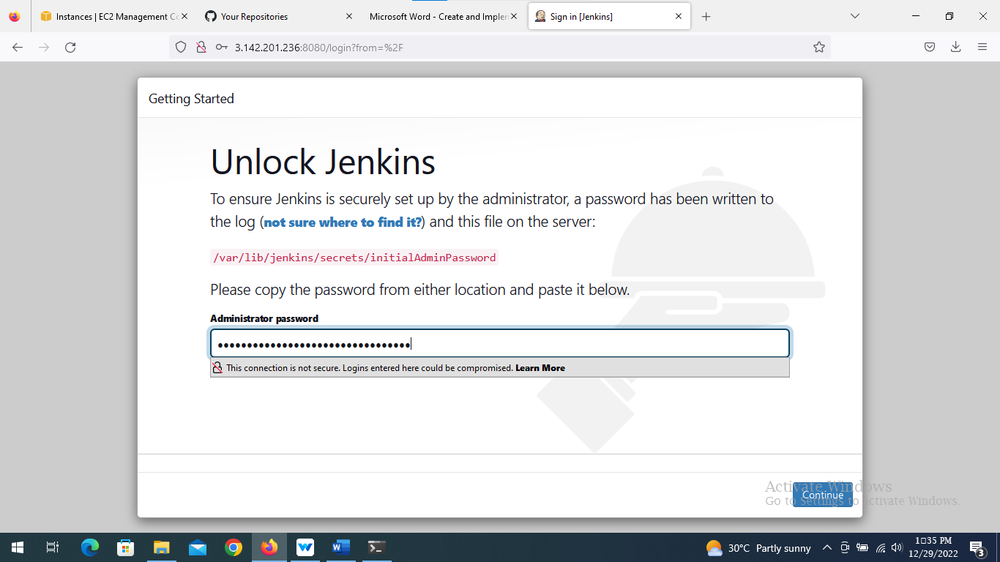 Instances | EC2 Management Co
Your Repositories
Microsoft Word - Create and Implem
Sign in [Jenkins]
3.142.201.236:8080/login?from=%2F
Getting Started
Unlock Jenkins
To ensure Jenkins is securely set up by the administrator, a password has been written to
the log (not sure where to find it?) and this file on the server:
/var/lib/jenkins/secrets/initialAdminPassword
Please copy the password from either location and paste it below.
Administrator password
•••••••••••••••••••••••••••••••••
This connection is not secure. Logins entered here could be compromised. Learn More
Activate Windows
Continue
Go to Settings to activate Windows.
30°C Partly sunny
1:35 PM
12/29/2022
3